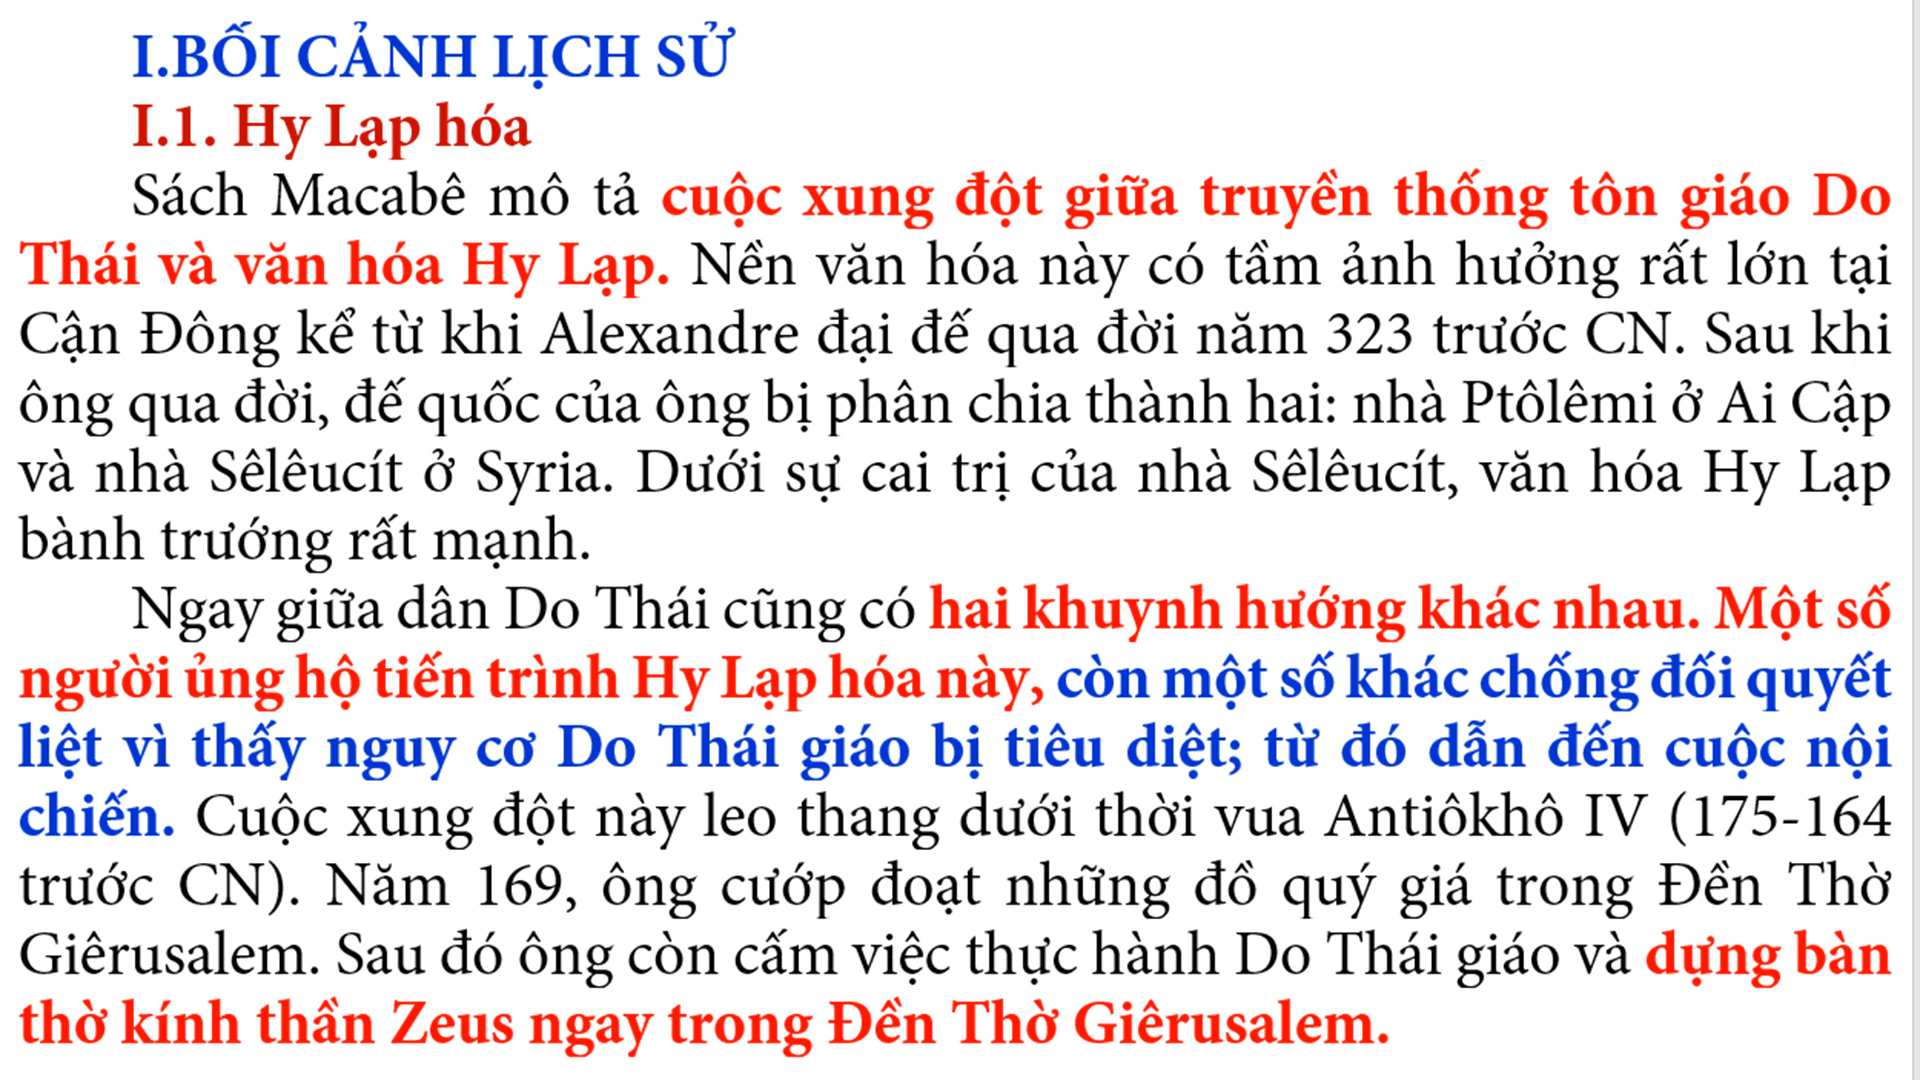 I.BỐI CẢNH LỊCH SỬ
I.1. Hy Lạp hóa
Sách Macabê mô tả cuộc xung đột giữa truyền thống tôn giáo Do
Thái và văn hóa Hy Lạp. Nền văn hóa này có tầm ảnh hưởng rất lớn tại
Cận Đông kể từ khi Alexandre đại đế qua đời năm 323 trước CN. Sau khi
ông qua đời, đế quốc của ông bị phân chia thành hai: nhà Ptôlêmi ở Ai Cập
và nhà Sêlêucít ở Syria. Dưới sự cai trị của nhà Sêlêucít, văn hóa Hy Lạp
bành trướng rất mạnh.
Ngay giữa dân Do Thái cũng có hai khuynh hướng khác nhau. Một số
người ủng hộ tiến trình Hy Lạp hóa này, còn một số khác chống đối quyết
liệt vì thấy nguy cơ Do Thái giáo bị tiêu diệt; từ đó dẫn đến cuộc nội
chiến. Cuộc xung đột này leo thang dưới thời vua Antiôkhô IV (175-164
trước CN). Năm 169, ông cướp đoạt những đồ quý giá trong Đền Thờ
Giêrusalem. Sau đó ông còn cấm việc thực hành Do Thái giáo và dựng bàn
thờ kính thần Zeus ngay trong Đền Thờ Giêrusalem.